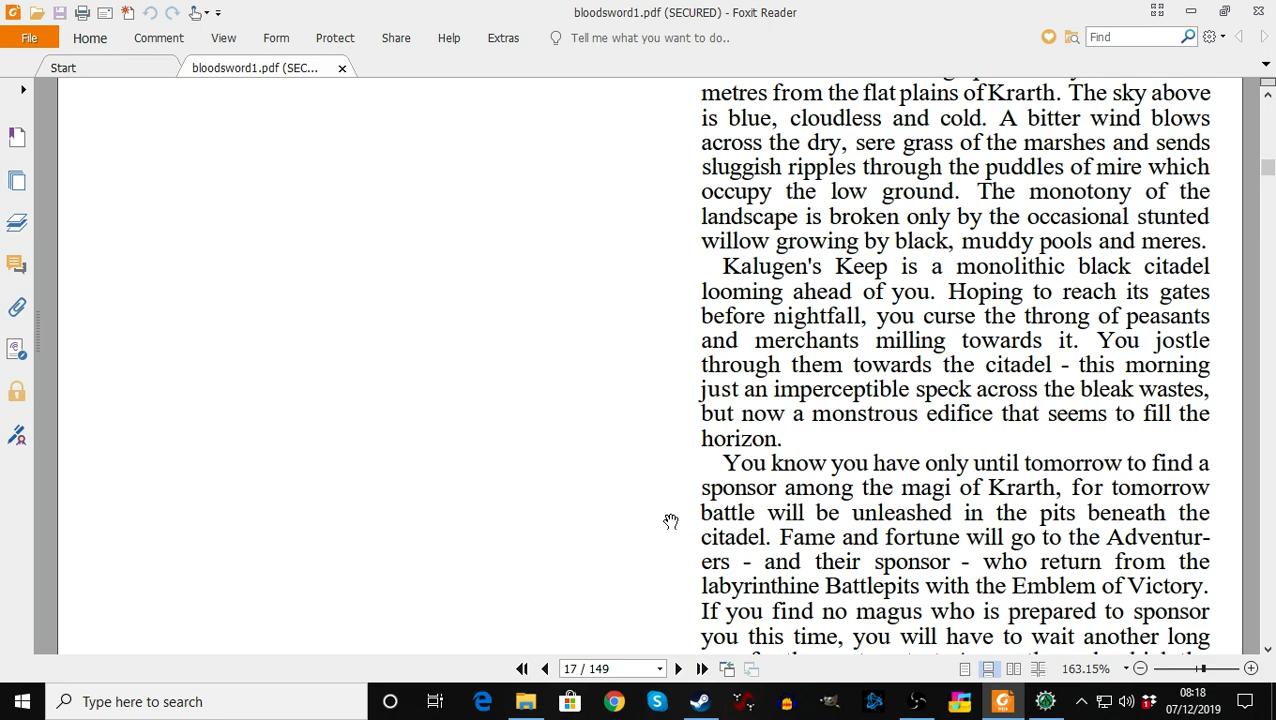 bloodsword1.pdf (SECURED) - Foxit Reader
File Home Comment View Form Protect Share Help Extras Tell me what you want to do.. Find
Start bloodsword1.pdf (SEC...
metres from the flat plains of Krarth. The sky above
is blue, cloudless and cold. A bitter wind blows
across the dry, sere grass of the marshes and sends
sluggish ripples through the puddles of mire which
occupy the low ground. The monotony of the
landscape is broken only by the occasional stunted
willow growing by black, muddy pools and meres.
Kalugen's Keep is a monolithic black citadel
looming ahead of you. Hoping to reach its gates
before nightfall, you curse the throng of peasants
and merchants milling towards it. You jostle
through them towards the citadel - this morning
just an imperceptible speck across the bleak wastes,
but now a monstrous edifice that seems to fill the
horizon.
You know you have only until tomorrow to find a
sponsor among the magi of Krarth, for tomorrow
battle will be unleashed in the pits beneath the
citadel. Fame and fortune will go to the Adventur-
ers - and their sponsor - who return from the
labyrinthine Battlepits with the Emblem of Victory.
If you find no magus who is prepared to sponsor
you this time, you will have to wait another long
17 / 149
163.15%
Type here to search
08:18
07/12/2019